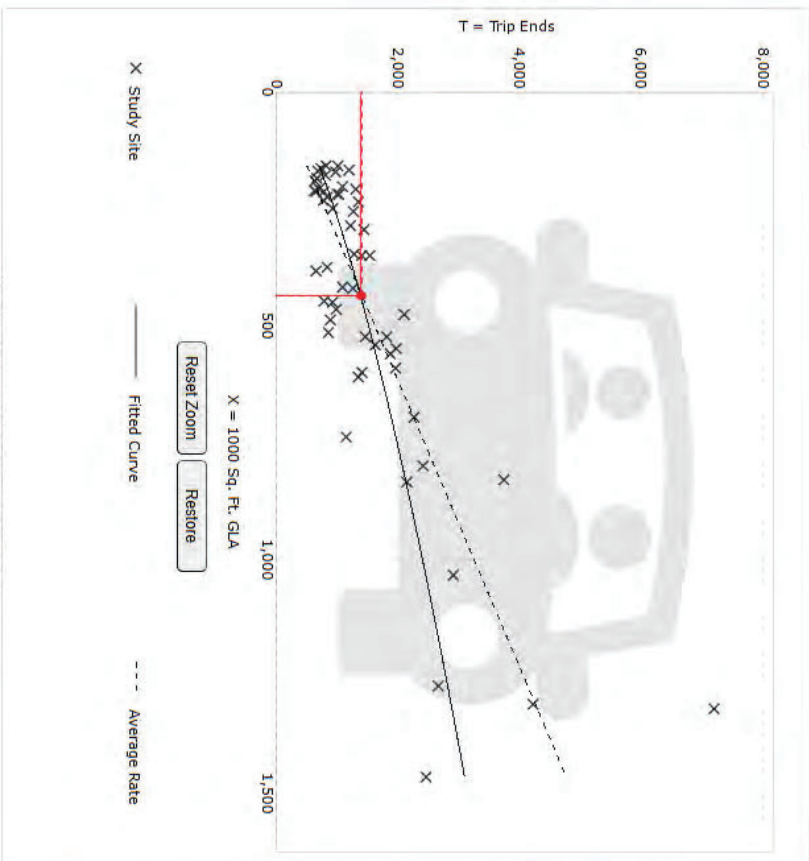 T = Trip Ends
8,000
6,000
4,000
2,000
0
0
500
1,000
1,500
X = 1000 Sq. Ft. GLA
Reset Zoom
Restore
Study Site
Fitted Curve
Average Rate